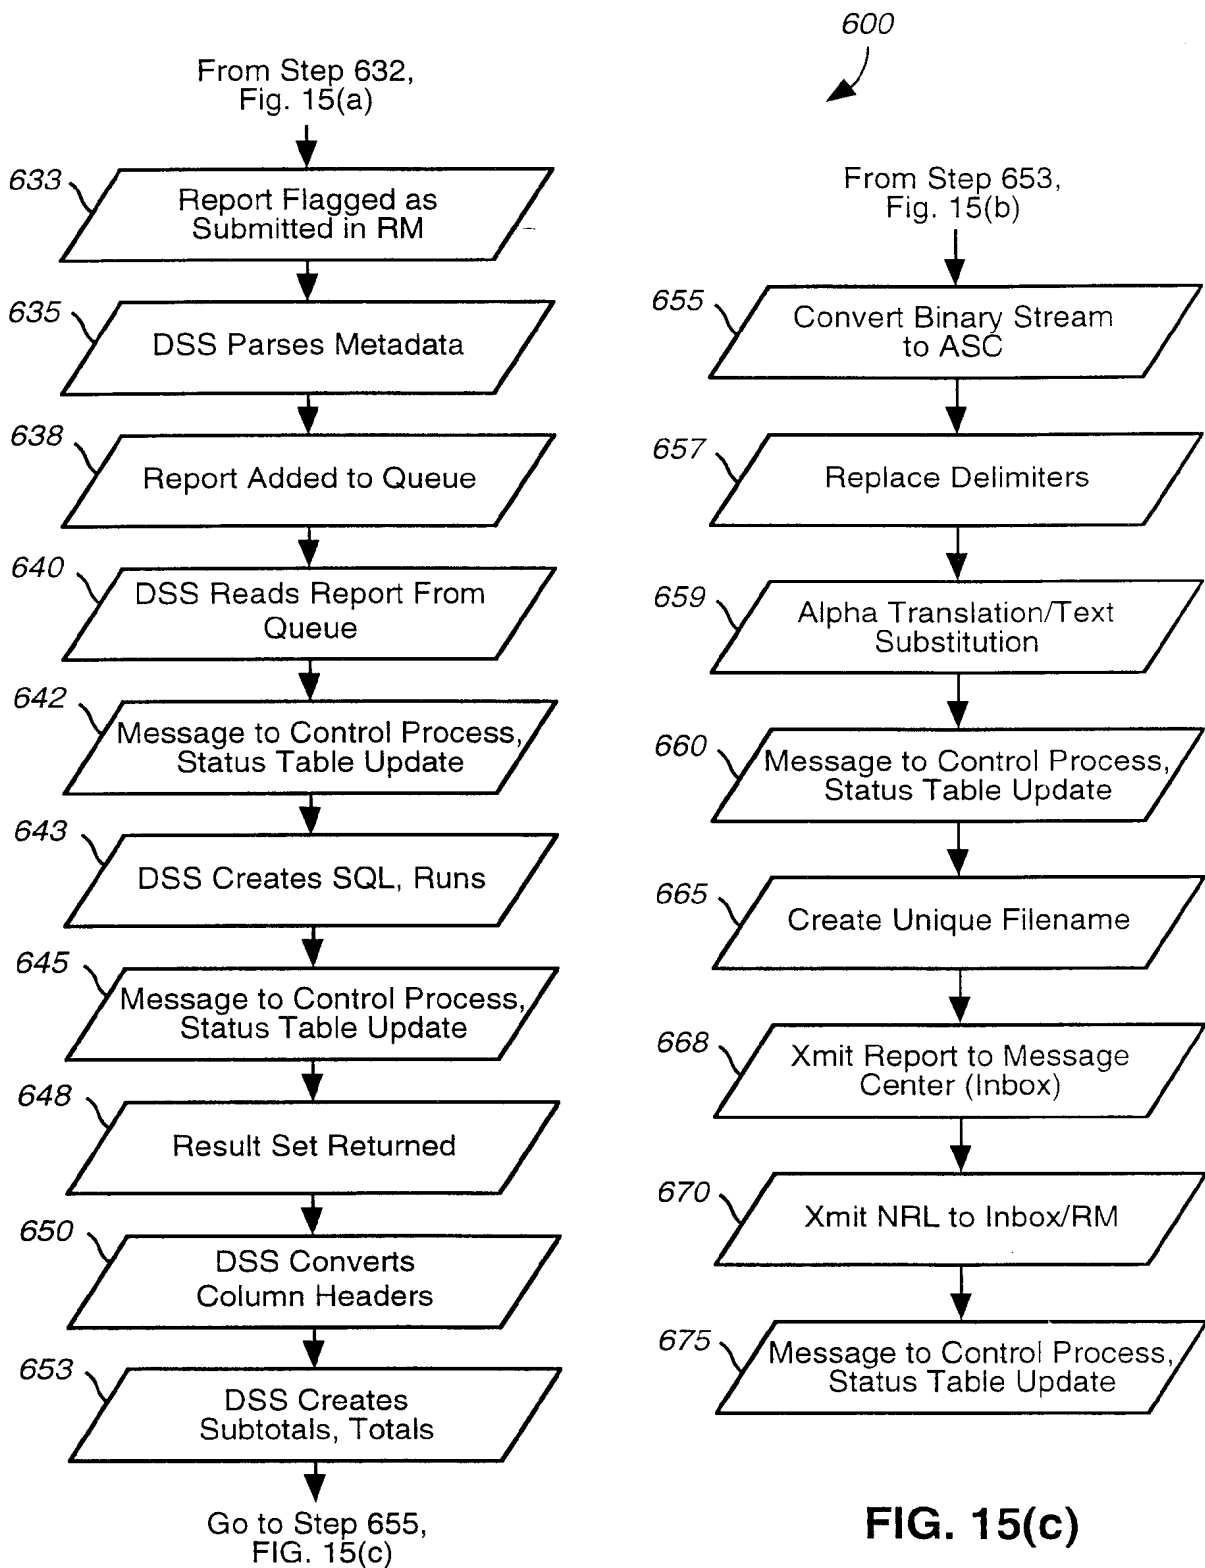 600
From Step 632,
Fig. 15(a)
633
Report Flagged as
Submitted in RM
635
DSS Parses Metadata
638
Report Added to Queue
640
DSS Reads Report From
Queue
642
Message to Control Process,
Status Table Update
643
DSS Creates SQL, Runs
645
Message to Control Process,
Status Table Update
648
Result Set Returned
650
DSS Converts
Column Headers
653
DSS Creates
Subtotals, Totals
Go to Step 655,
FIG. 15(c)
From Step 653,
Fig. 15(b)
655
Convert Binary Stream
to ASC
657
Replace Delimiters
659
Alpha Translation/Text
Substitution
660
Message to Control Process,
Status Table Update
665
Create Unique Filename
668
Xmit Report to Message
Center (Inbox)
670
Xmit NRL to Inbox/RM
675
Message to Control Process,
Status Table Update
FIG. 15(c)